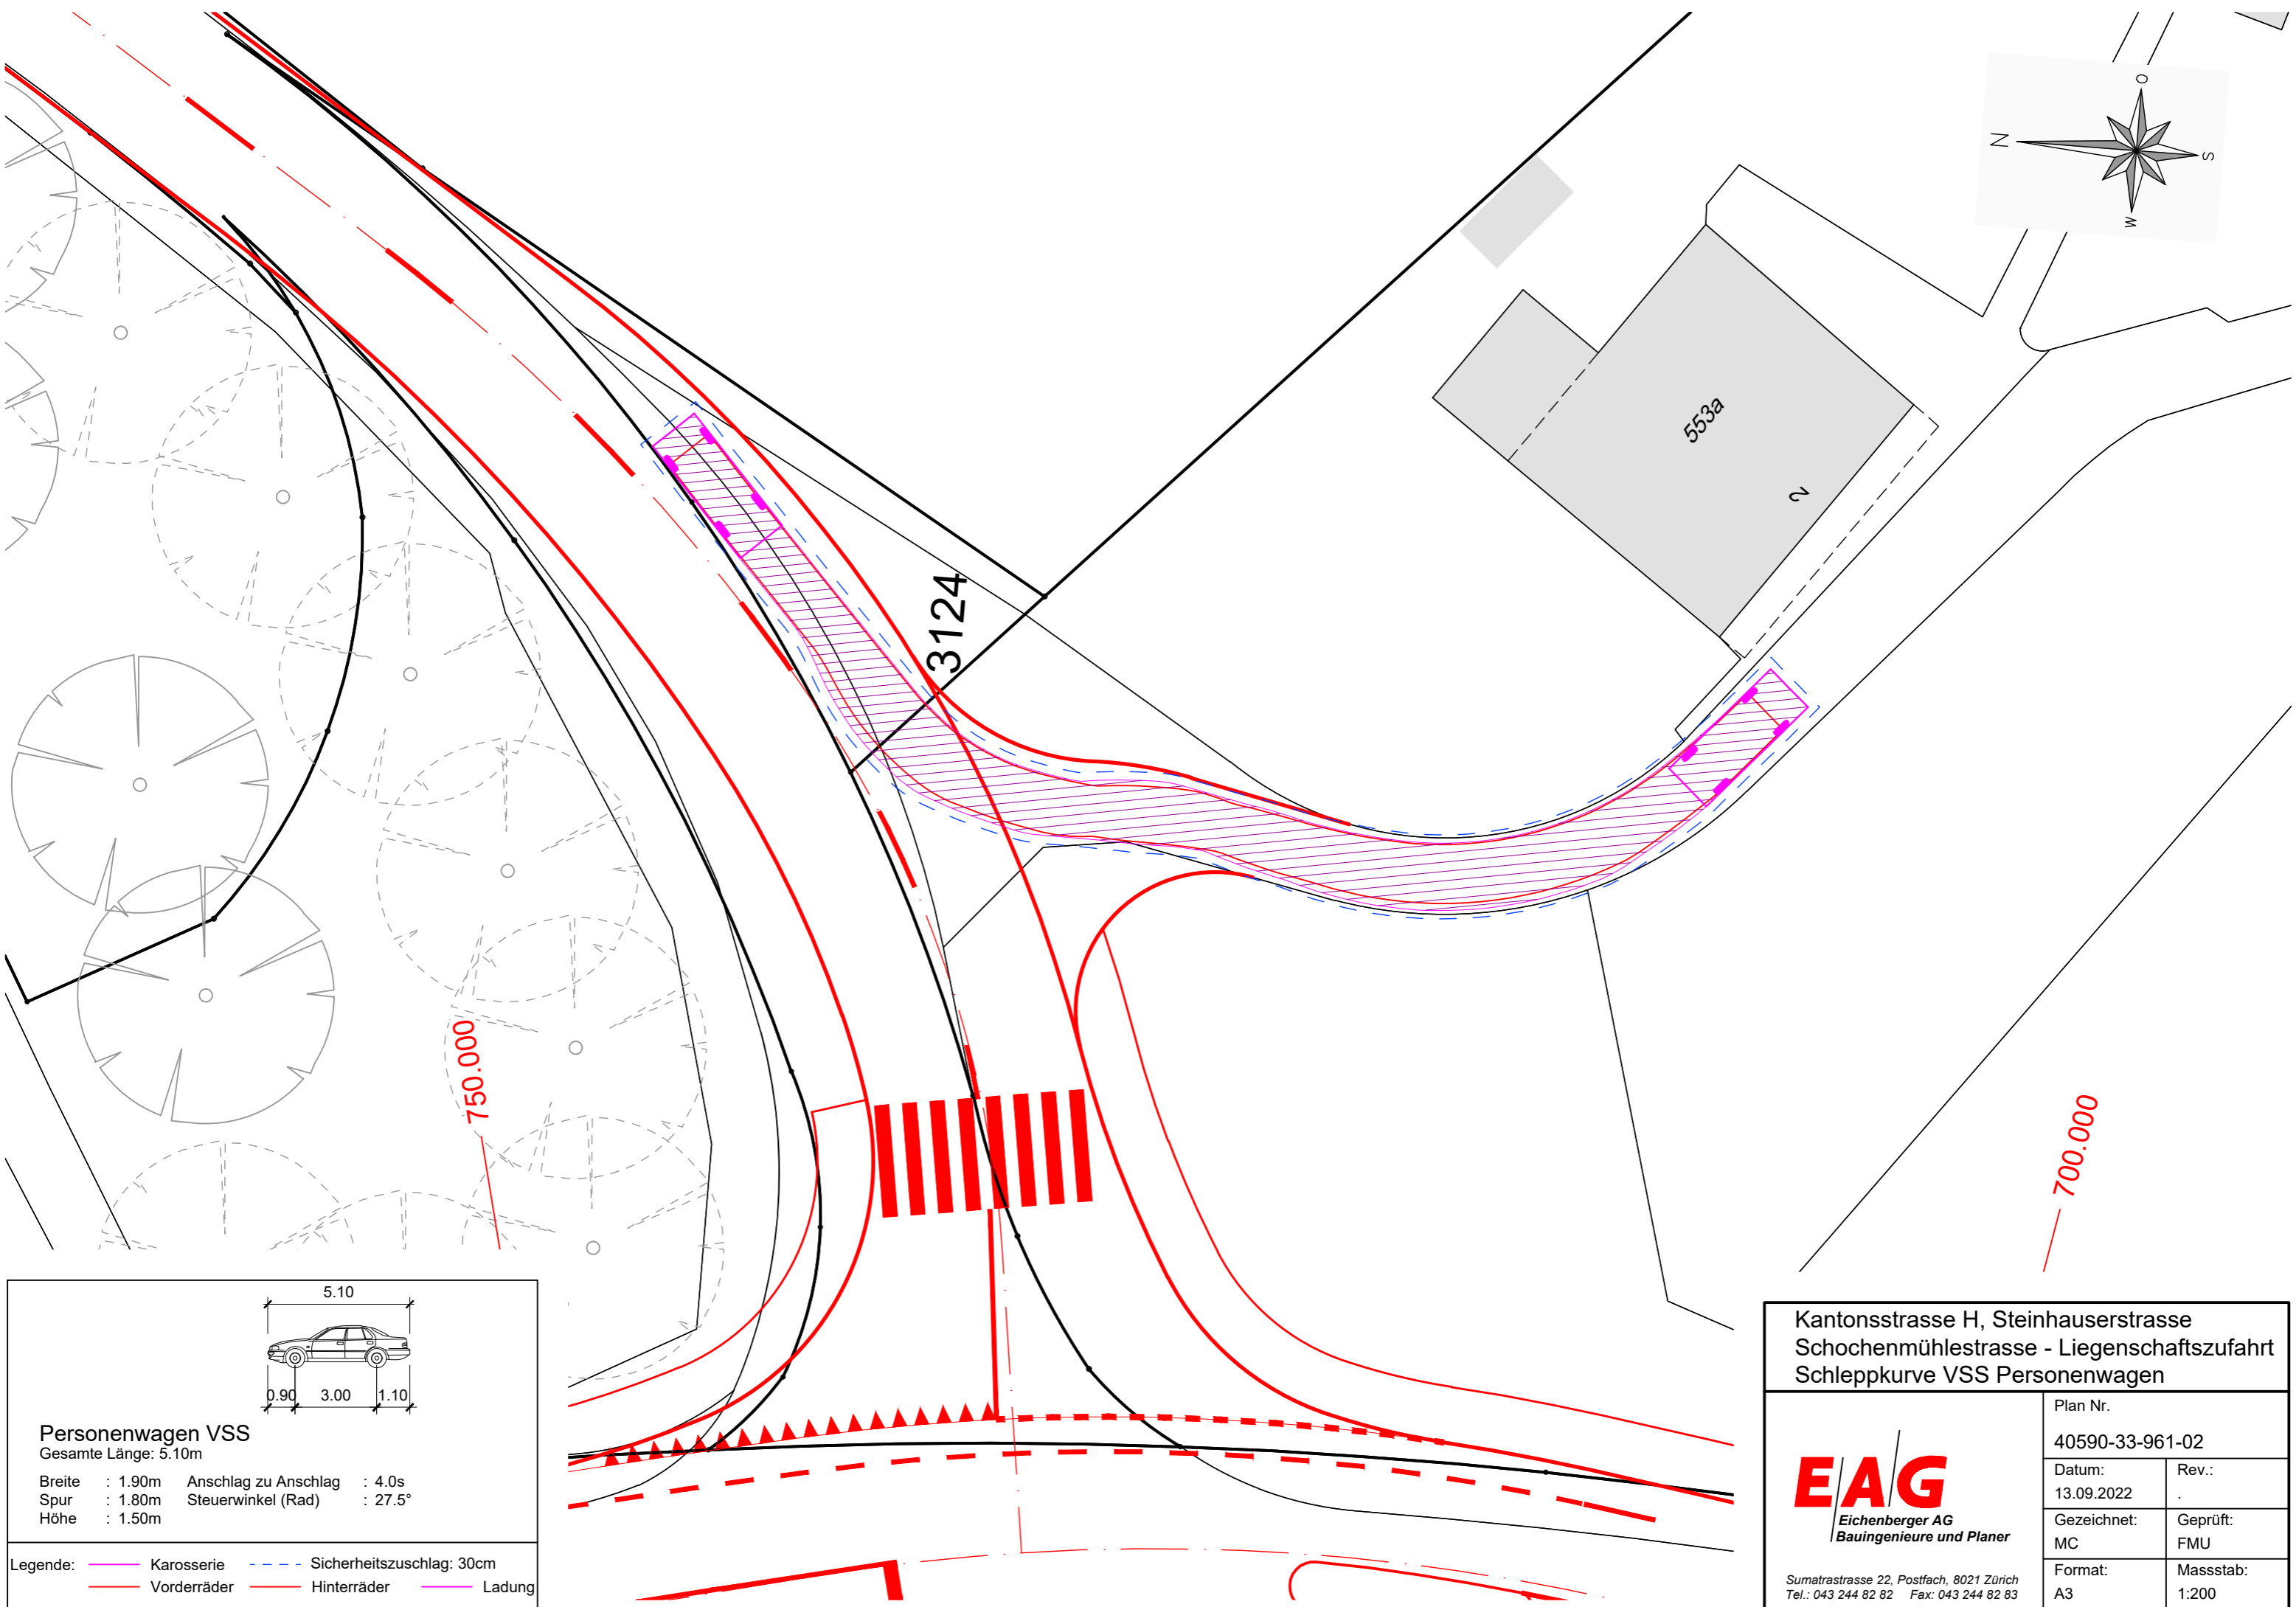 N
O
S
W
553a
2
3124
750.000
700.000
5.10
0.90 3.00 1.10
Personenwagen VSS
Gesamte Länge: 5.10m
Breite : 1.90m Anschlag zu Anschlag : 4.0s
Spur : 1.80m Steuerwinkel (Rad) : 27.5°
Höhe : 1.50m
Legende: Karosserie Sicherheitszuschlag: 30cm
Vorderräder Hinterräder Ladung
Kantonsstrasse H, Steinhauserstrasse
Schochenmühlestrasse - Liegenschaftszufahrt
Schleppkurve VSS Personenwagen
EAG
Eichenberger AG
Bauingenieure und Planer
Sumatrastrasse 22, Postfach, 8021 Zürich
Tel.: 043 244 82 82 Fax: 043 244 82 83
Plan Nr.
40590-33-961-02
Datum: Rev.:
13.09.2022 .
Gezeichnet: Geprüft:
MC FMU
Format: Massstab:
A3 1:200